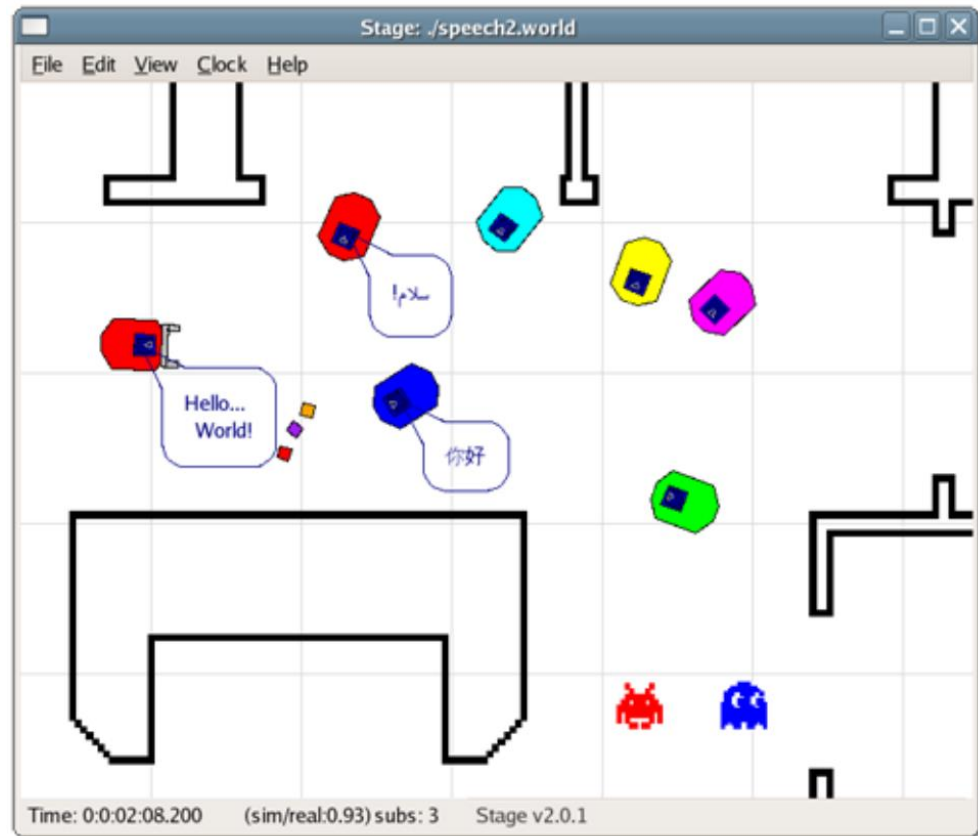 Stage: ./speech2.world
File Edit View Clock Help
سلام!
Hello...
World!
你好
Time: 0:0:02:08.200 (sim/real:0.93) subs: 3 Stage v2.0.1